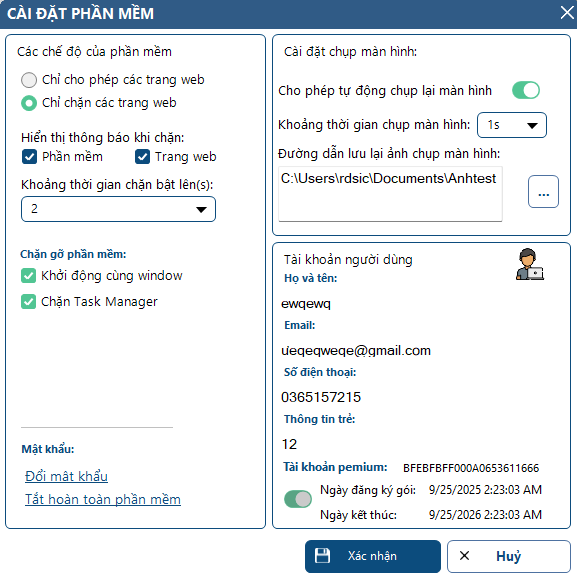 CÀI ĐẶT PHẦN MỀM
Các chế độ của phần mềm
Chỉ cho phép các trang web
Chỉ chặn các trang web
Hiển thị thông báo khi chặn:
Phần mềm
Trang web
Khoảng thời gian chặn bật lên(s):
2
Chặn gỡ phần mềm:
Khởi động cùng window
Chặn Task Manager
Mật khẩu:
Đổi mật khẩu
Tắt hoàn toàn phần mềm
Cài đặt chụp màn hình:
Cho phép tự động chụp lại màn hình
Khoảng thời gian chụp màn hình:
1s
Đường dẫn lưu lại ảnh chụp màn hình:
C:\Users\rdsic\Documents\Anhtest
...
Tài khoản người dùng
Họ và tên:
ewqewq
Email:
ưeqeqweqe@gmail.com
Số điện thoại:
0365157215
Thông tin trẻ:
12
Tài khoản pemium: BFEBFBFF000A0653611666
Ngày đăng ký gói: 9/25/2025 2:23:03 AM
Ngày kết thúc: 9/25/2026 2:23:03 AM
Xác nhận
Huỷ